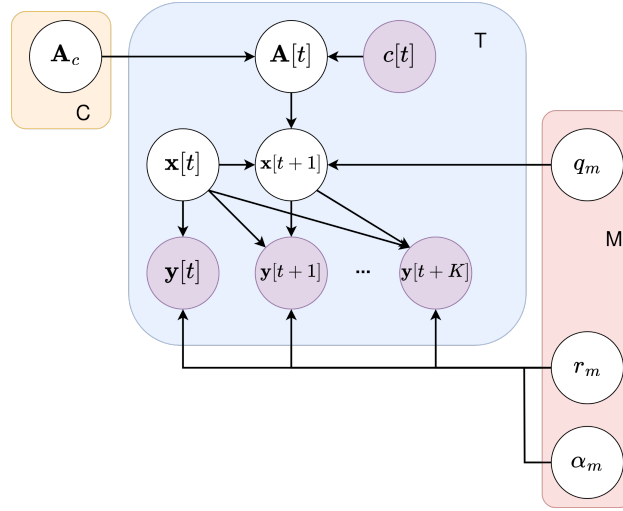 𝐀_c
C
𝐀[t]
c[t]
T
𝐱[t]
𝐱[t + 1]
q_m
M
𝐲[t]
𝐲[t + 1]
...
𝐲[t + K]
r_m
α_m